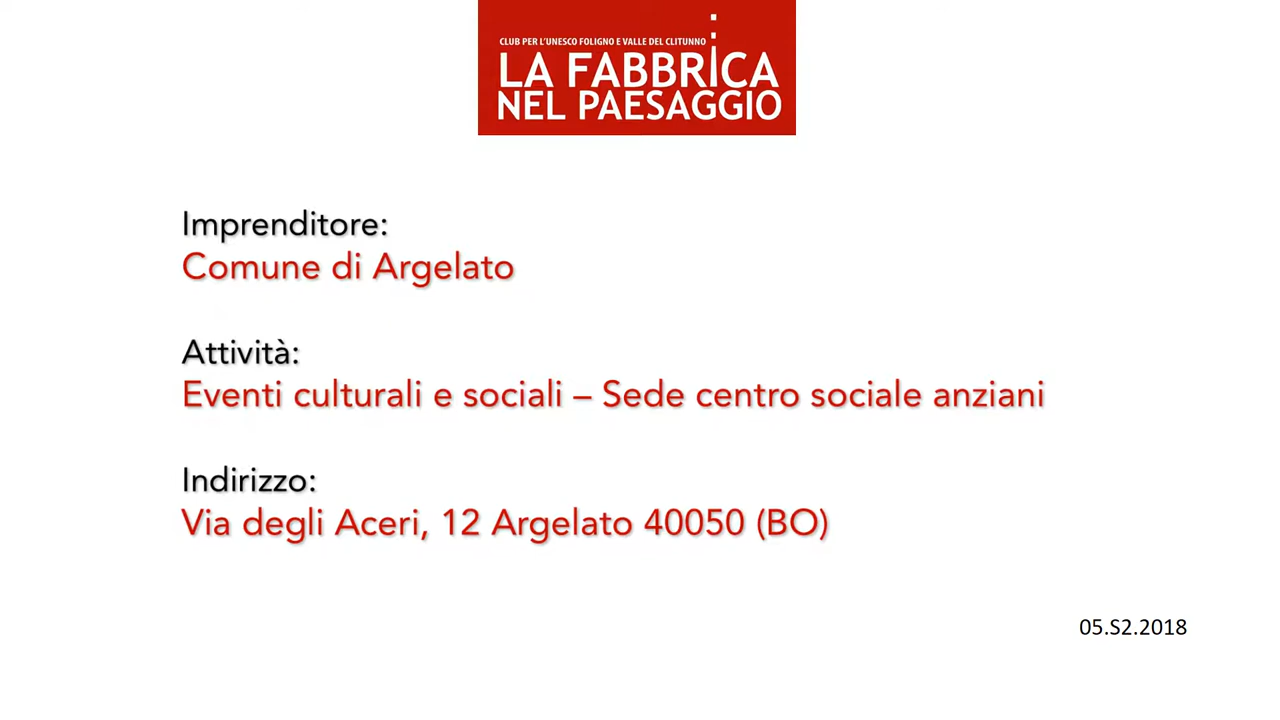 CLUB PER L'UNESCO FOLIGNO E VALLE DEL CLITUNNO
LA FABBRICA
NEL PAESAGGIO
Imprenditore:
Comune di Argelato
Attività:
Eventi culturali e sociali – Sede centro sociale anziani
Indirizzo:
Via degli Aceri, 12 Argelato 40050 (BO)
05.S2.2018